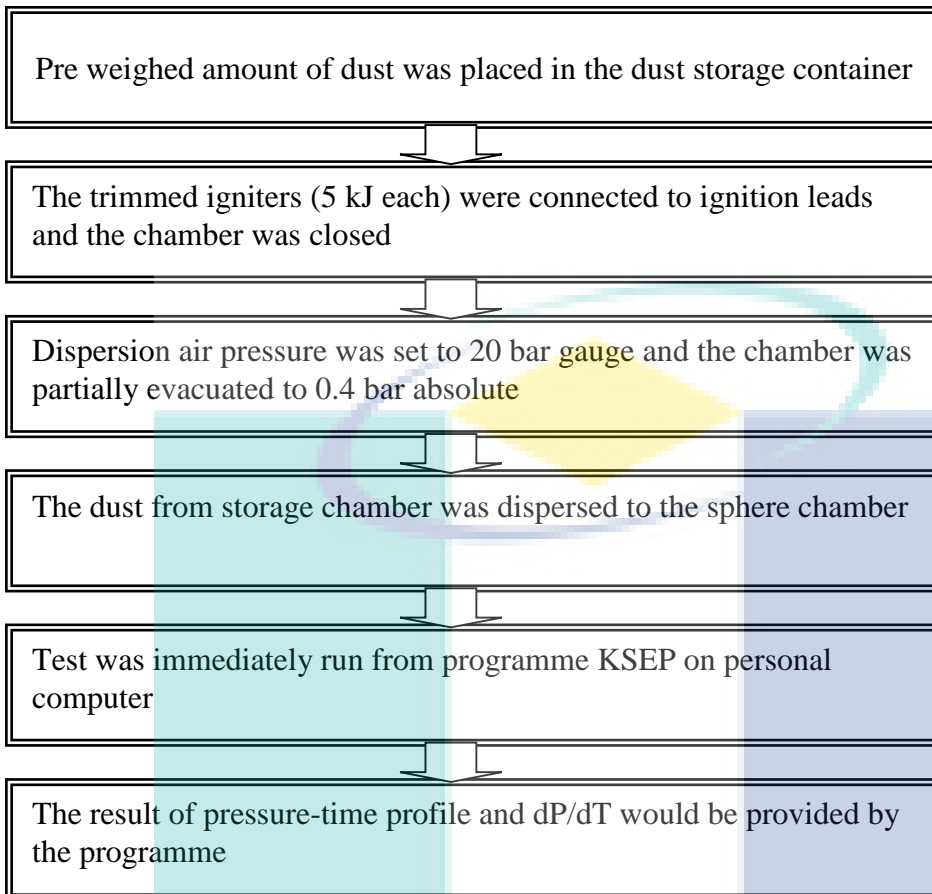 Pre weighed amount of dust was placed in the dust storage container
The trimmed igniters (5 kJ each) were connected to ignition leads
and the chamber was closed
Dispersion air pressure was set to 20 bar gauge and the chamber was
partially evacuated to 0.4 bar absolute
The dust from storage chamber was dispersed to the sphere chamber
Test was immediately run from programme KSEP on personal
computer
The result of pressure-time profile and dP/dT would be provided by
the programme